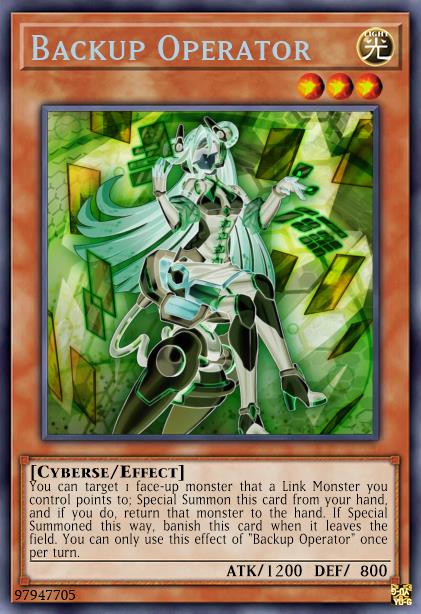 BACKUP OPERATOR
LIGHT
光
[CYBERSE/EFFECT]
You can target 1 face-up monster that a Link Monster you
control points to; Special Summon this card from your hand,
and if you do, return that monster to the hand. If Special
Summoned this way, banish this card when it leaves the
field. You can only use this effect of "Backup Operator" once
per turn.
ATK/1200 DEF/ 800
97947705